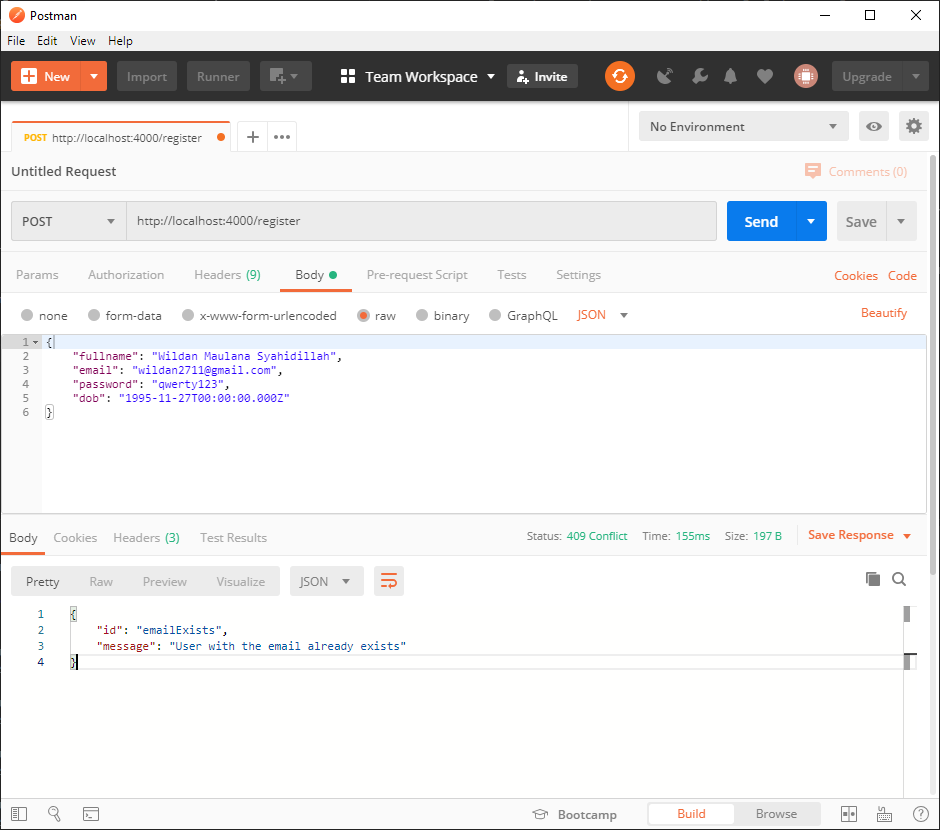 Postman
File Edit View Help
New Import Runner Team Workspace Invite Upgrade
POST http://localhost:4000/register No Environment
Untitled Request Comments (0)
POST http://localhost:4000/register Send Save
Params Authorization Headers (9) Body Pre-request Script Tests Settings Cookies Code
none form-data x-www-form-urlencoded raw binary GraphQL JSON Beautify
1 {
2 "fullname": "Wildan Maulana Syahidillah",
3 "email": "wildan2711@gmail.com",
4 "password": "qwerty123",
5 "dob": "1995-11-27T00:00:00.000Z"
6 }
Body Cookies Headers (3) Test Results Status: 409 Conflict Time: 155ms Size: 197 B Save Response
Pretty Raw Preview Visualize JSON
1 {
2 "id": "emailExists",
3 "message": "User with the email already exists"
4 }
Bootcamp Build Browse